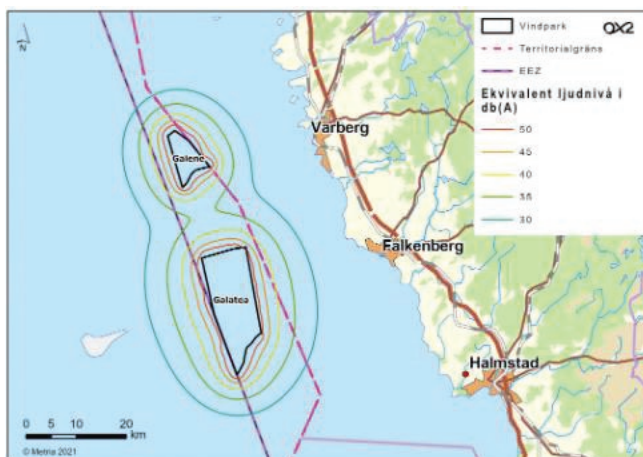 N
Vindpark
OX2
Territorialgräns
EEZ
Ekvivalent ljudnivå i
db(A)
50
45
40
35
30
Varberg
Galene
Falkenberg
Galatea
Halmstad
0 5 10 20
km
© Metria 2021